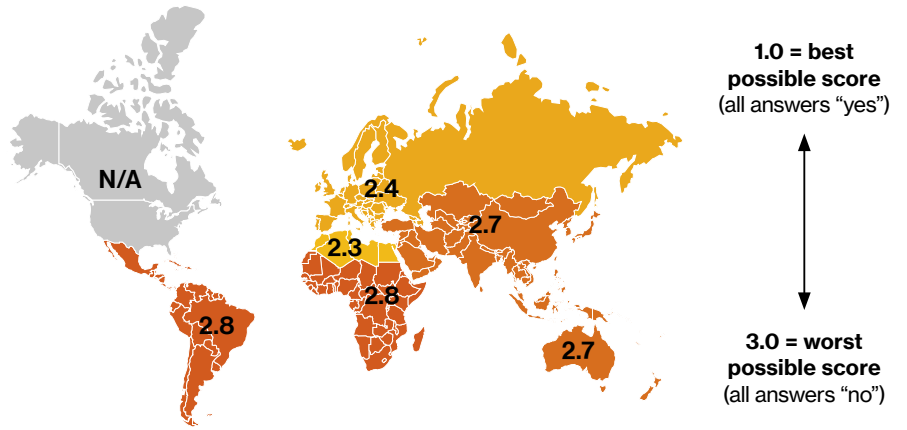 N/A
2.4
2.7
2.3
2.8
2.8
2.7
1.0 = best
possible score
(all answers “yes”)
3.0 = worst
possible score
(all answers “no”)